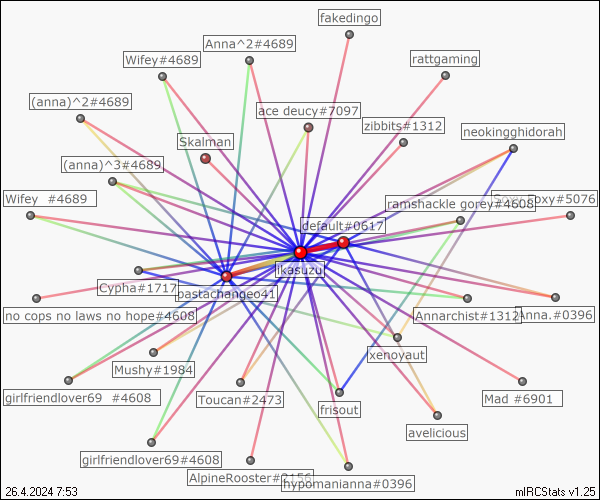 fakedingo
Anna^2#4689
Wifey#4689
rattgaming
(anna)^2#4689
ace deucy#7097
zibbits#1312
neokingghidorah
Skalman
(anna)^3#4689
Wifey #4689
ramshackle gorey#4608
oxy#5076
default#0617
ikasuzu
Cypha#1717
pastachangeo41
no cops no laws no hope#4608
Annarchist#1312
Anna.#0396
xenoyaut
Mushy#1984
girlfriendlover69 #4608
Toucan#2473
frisout
Mad #6901
avelicious
girlfriendlover69#4608
AlpineRooster#
hypomanianna#0396
26.4.2024 7:53
mIRCStats v1.25